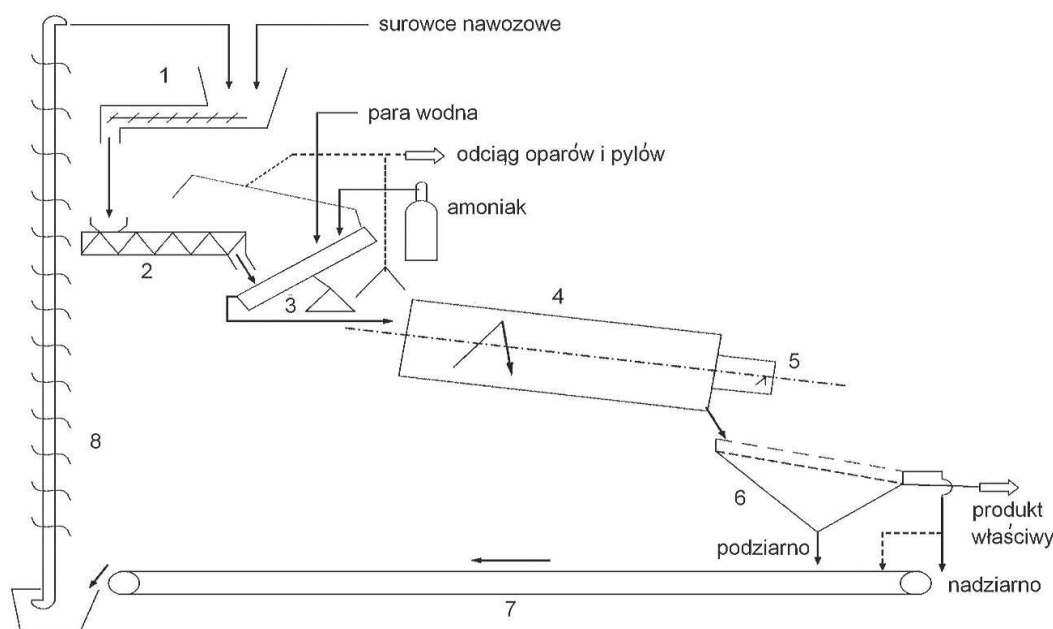 surowce nawozowe
1
para wodna
odciąg oparów i pyłów
amoniak
2
3
4
5
8
6
produkt
właściwy
podziarno
nadziarno
7